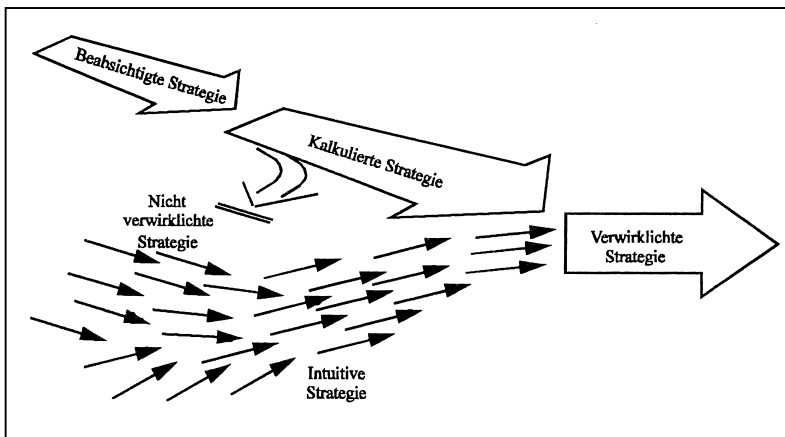 Beabsichtigte Strategie
Kalkulierte Strategie
Nicht
verwirklichte
Strategie
Verwirklichte
Strategie
Intuitive
Strategie